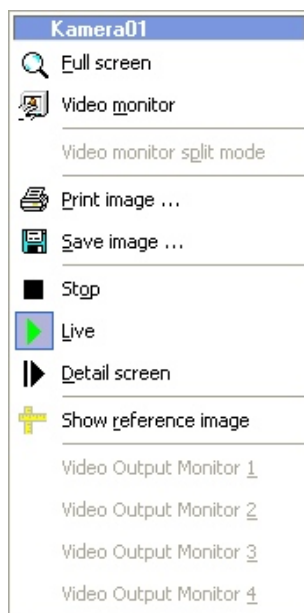 Kamera01
Full screen
Video monitor
Video monitor split mode
Print image ...
Save image ...
Stop
Live
Detail screen
Show reference image
Video Output Monitor 1
Video Output Monitor 2
Video Output Monitor 3
Video Output Monitor 4